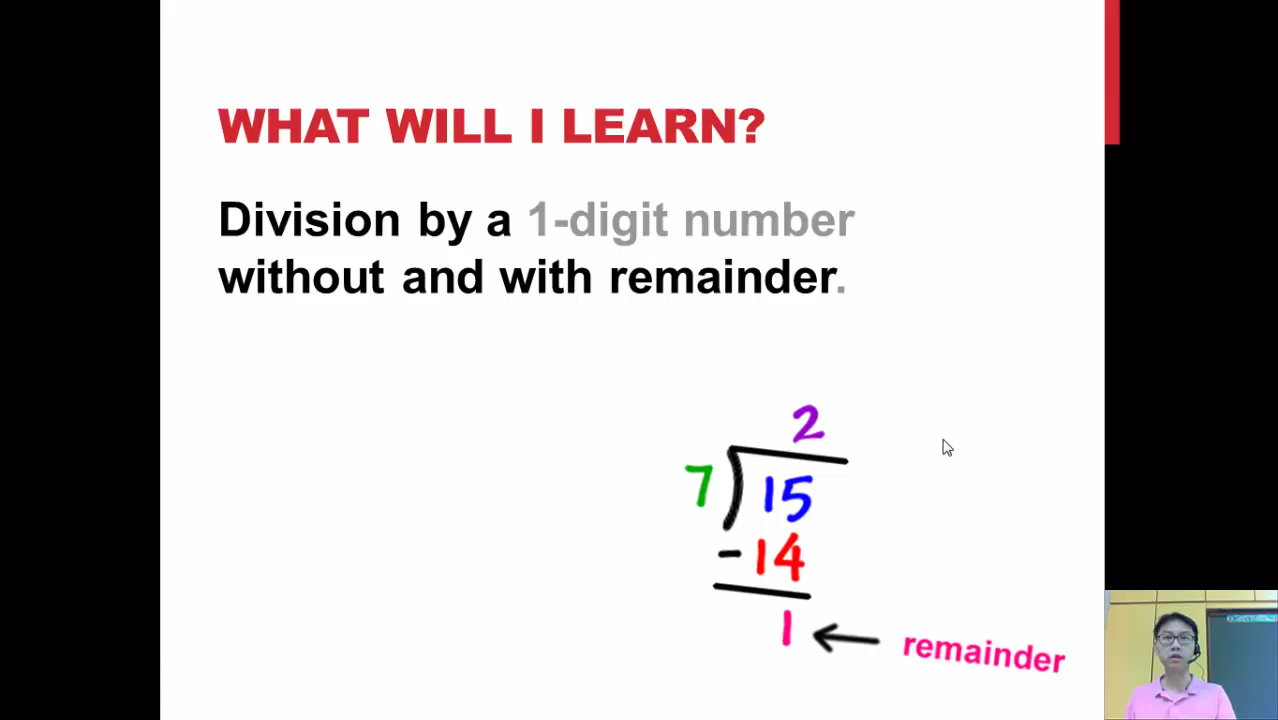 WHAT WILL I LEARN?
Division by a 1-digit number
without and with remainder.
2
7 15
-14
1
remainder